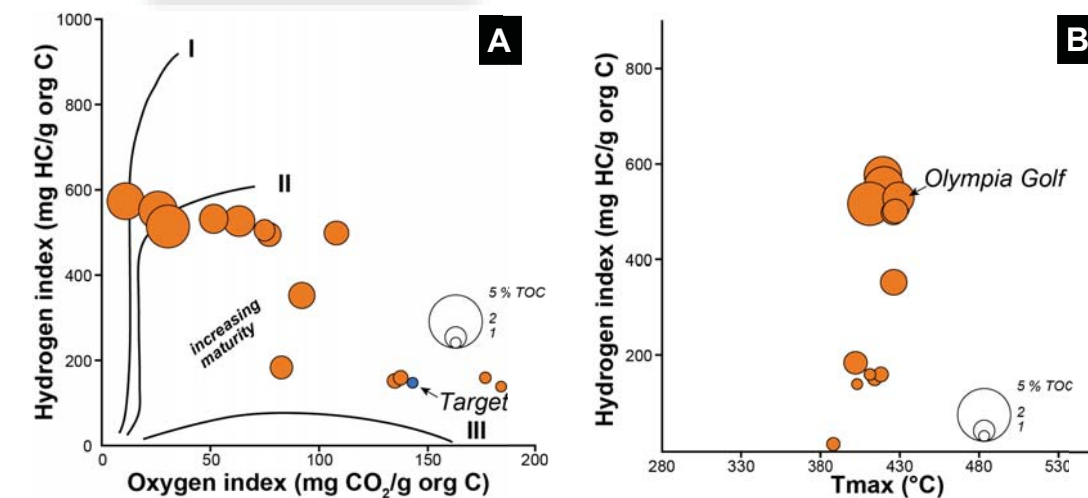 A
Hydrogen index (mg HC/g org C)
1000
800
600
400
200
0
I
II
III
increasing
maturity
5 % TOC
2
1
Target
0
50
100
150
200
Oxygen index (mg CO2/g org C)
B
Hydrogen index (mg HC/g org C)
800
600
400
200
Olympia Golf
5 % TOC
2
1
280
330
380
430
480
530
Tmax (°C)